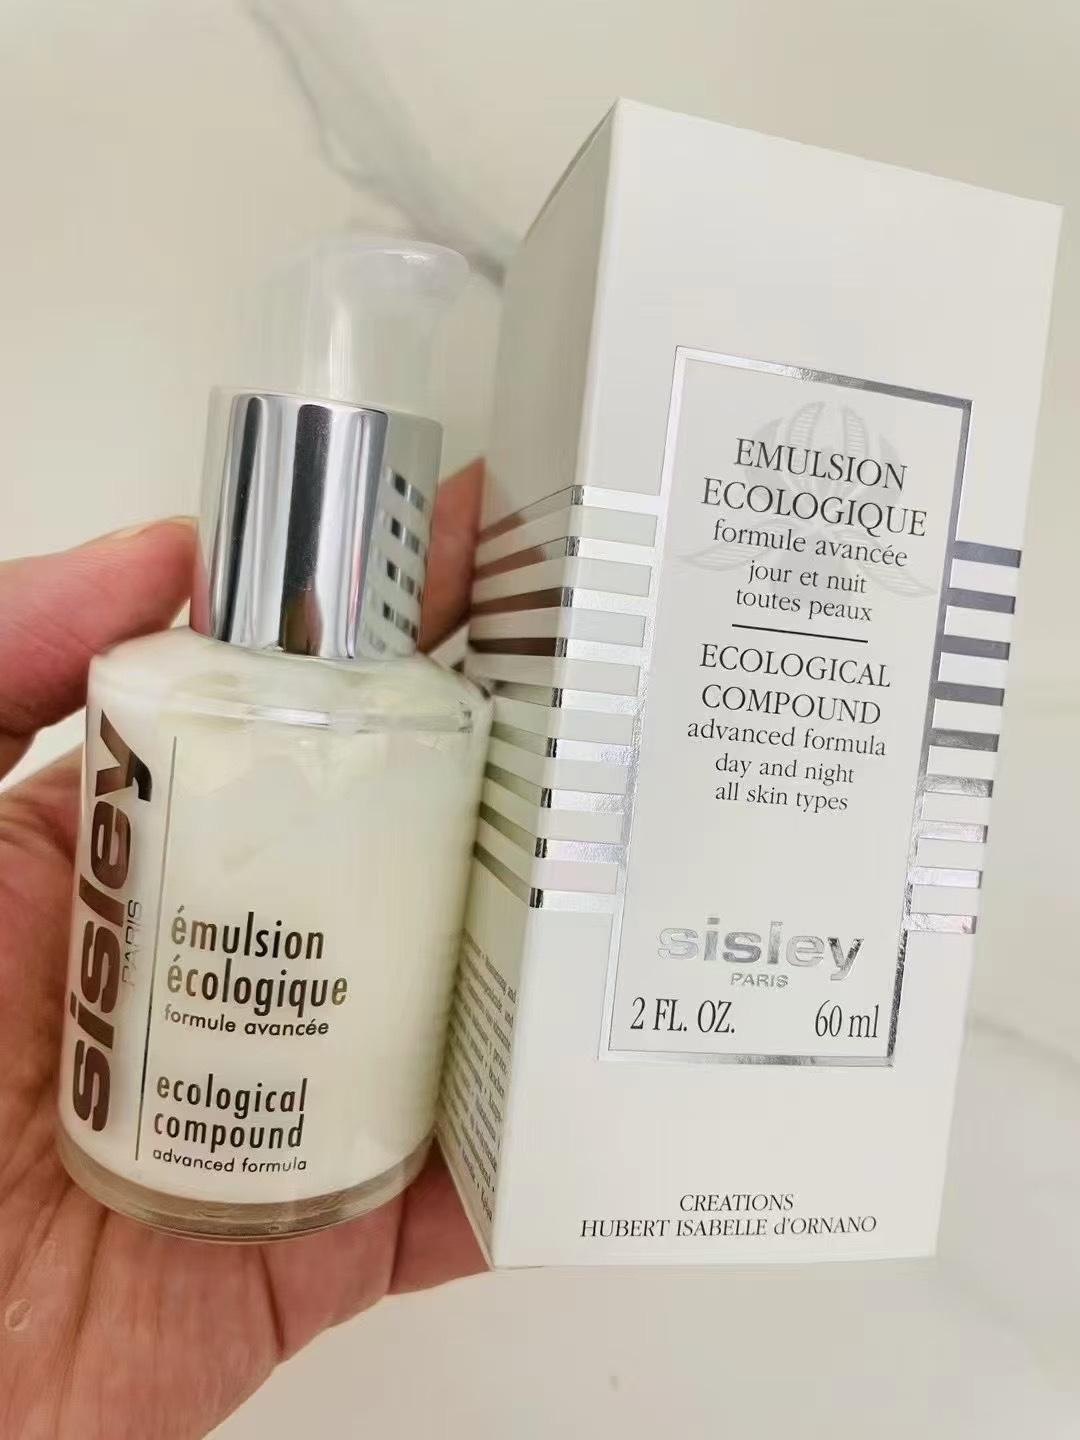 sisley
PARIS
émulsion
écologique
formule avancée
ecological
compound
advanced formula
EMULSION
ECOLOGIQUE
formule avancée
jour et nuit
toutes peaux
ECOLOGICAL
COMPOUND
advanced formula
day and night
all skin types
sisley
PARIS
2 FL. OZ. 60 ml
CREATIONS
HUBERT ISABELLE d'ORNANO